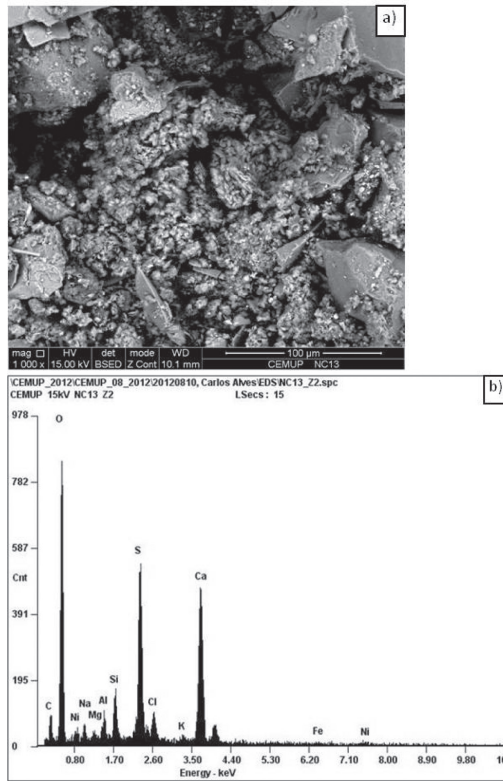 a)
mag □ HV det mode WD 100 µm
1 000 x 15.00 kV BSED Z Cont 10.1 mm CEMUP NC13
\CEMUP_2012\CEMUP_08_2012\20120810, Carlos Alves\EDS\NC13_Z2.spc
b)
CEMUP 15kV NC13 Z2 LSecs : 15
978
O
782
587
S
Cnt
Ca
391
195
Si
C
Na
Al
Cl
Ni
Mg
K
Fe
Ni
0
0.80 1.70 2.60 3.50 4.40 5.30 6.20 7.10 8.00 8.90 9.80 10
Energy - keV